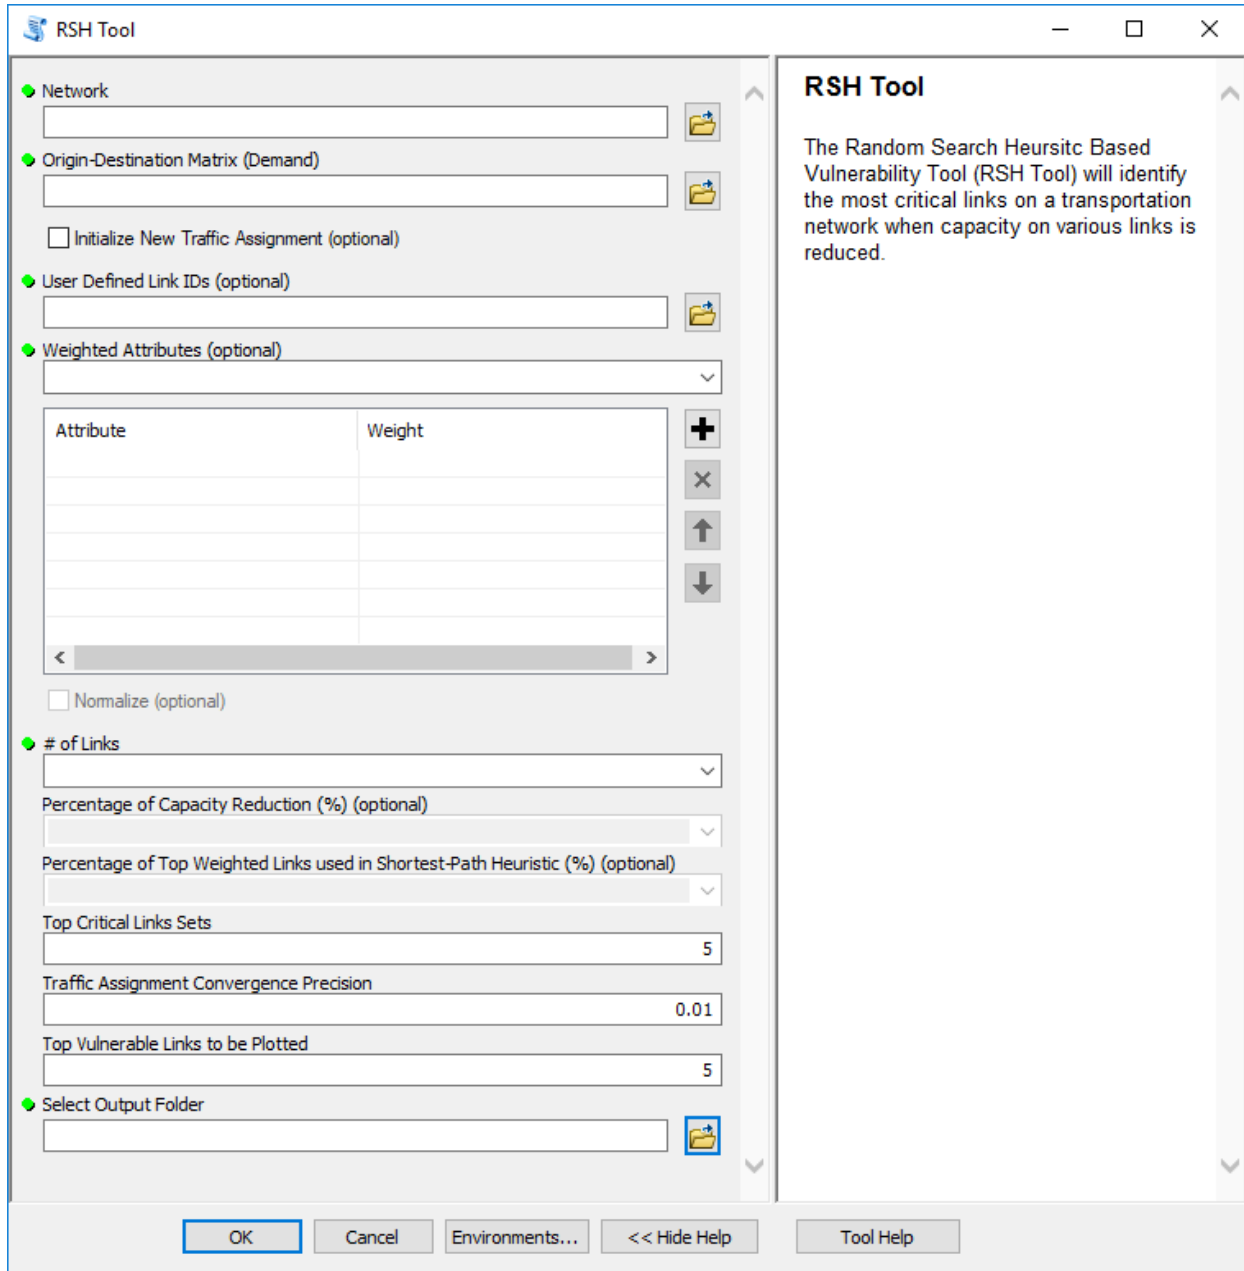 RSH Tool
Network
Origin-Destination Matrix (Demand)
Initialize New Traffic Assignment (optional)
User Defined Link IDs (optional)
Weighted Attributes (optional)
Attribute Weight
Normalize (optional)
# of Links
Percentage of Capacity Reduction (%) (optional)
Percentage of Top Weighted Links used in Shortest-Path Heuristic (%) (optional)
Top Critical Links Sets
5
Traffic Assignment Convergence Precision
0.01
Top Vulnerable Links to be Plotted
5
Select Output Folder
RSH Tool
The Random Search Heursitc Based
Vulnerability Tool (RSH Tool) will identify
the most critical links on a transportation
network when capacity on various links is
reduced.
OK Cancel Environments... << Hide Help Tool Help